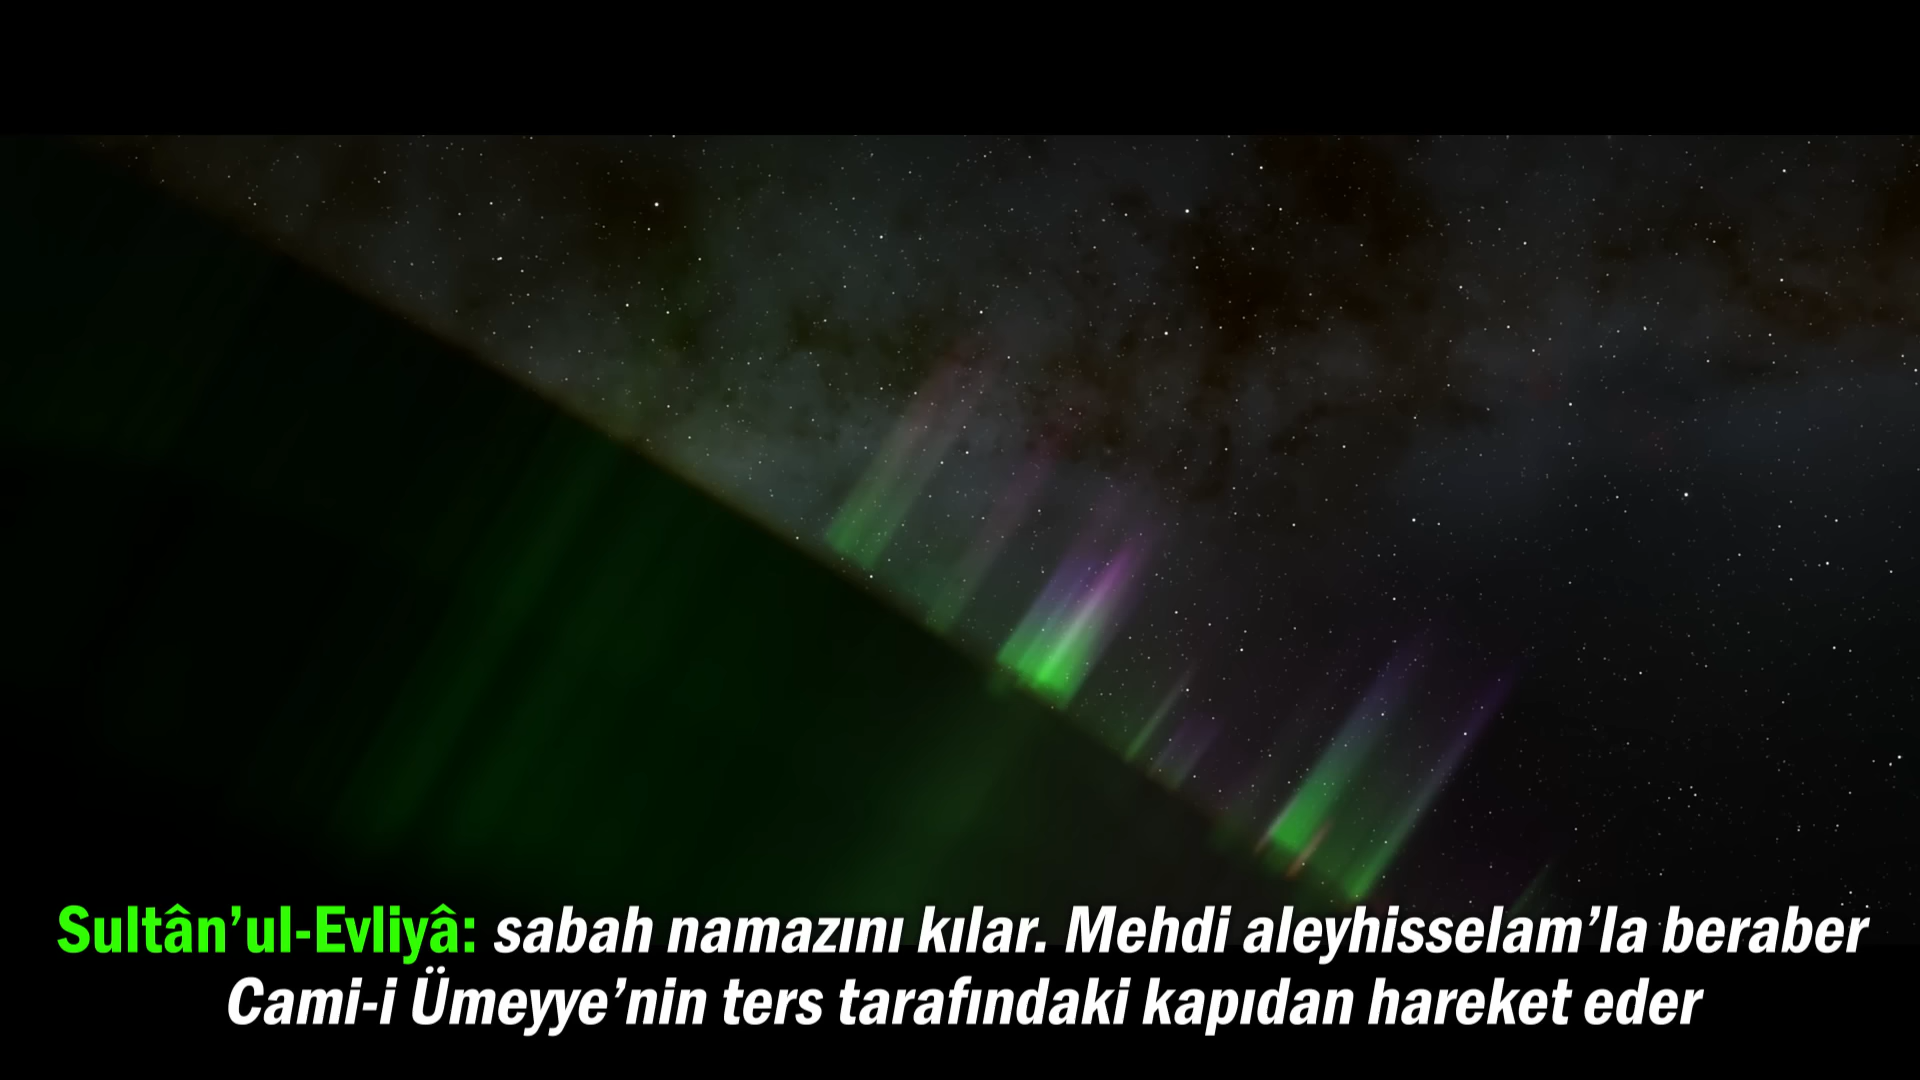 Sultân’ul-Evliyâ: sabah namazını kılar. Mehdi aleyhisselam’la beraber
Cami-i Ümeyye’nin ters tarafındaki kapıdan hareket eder